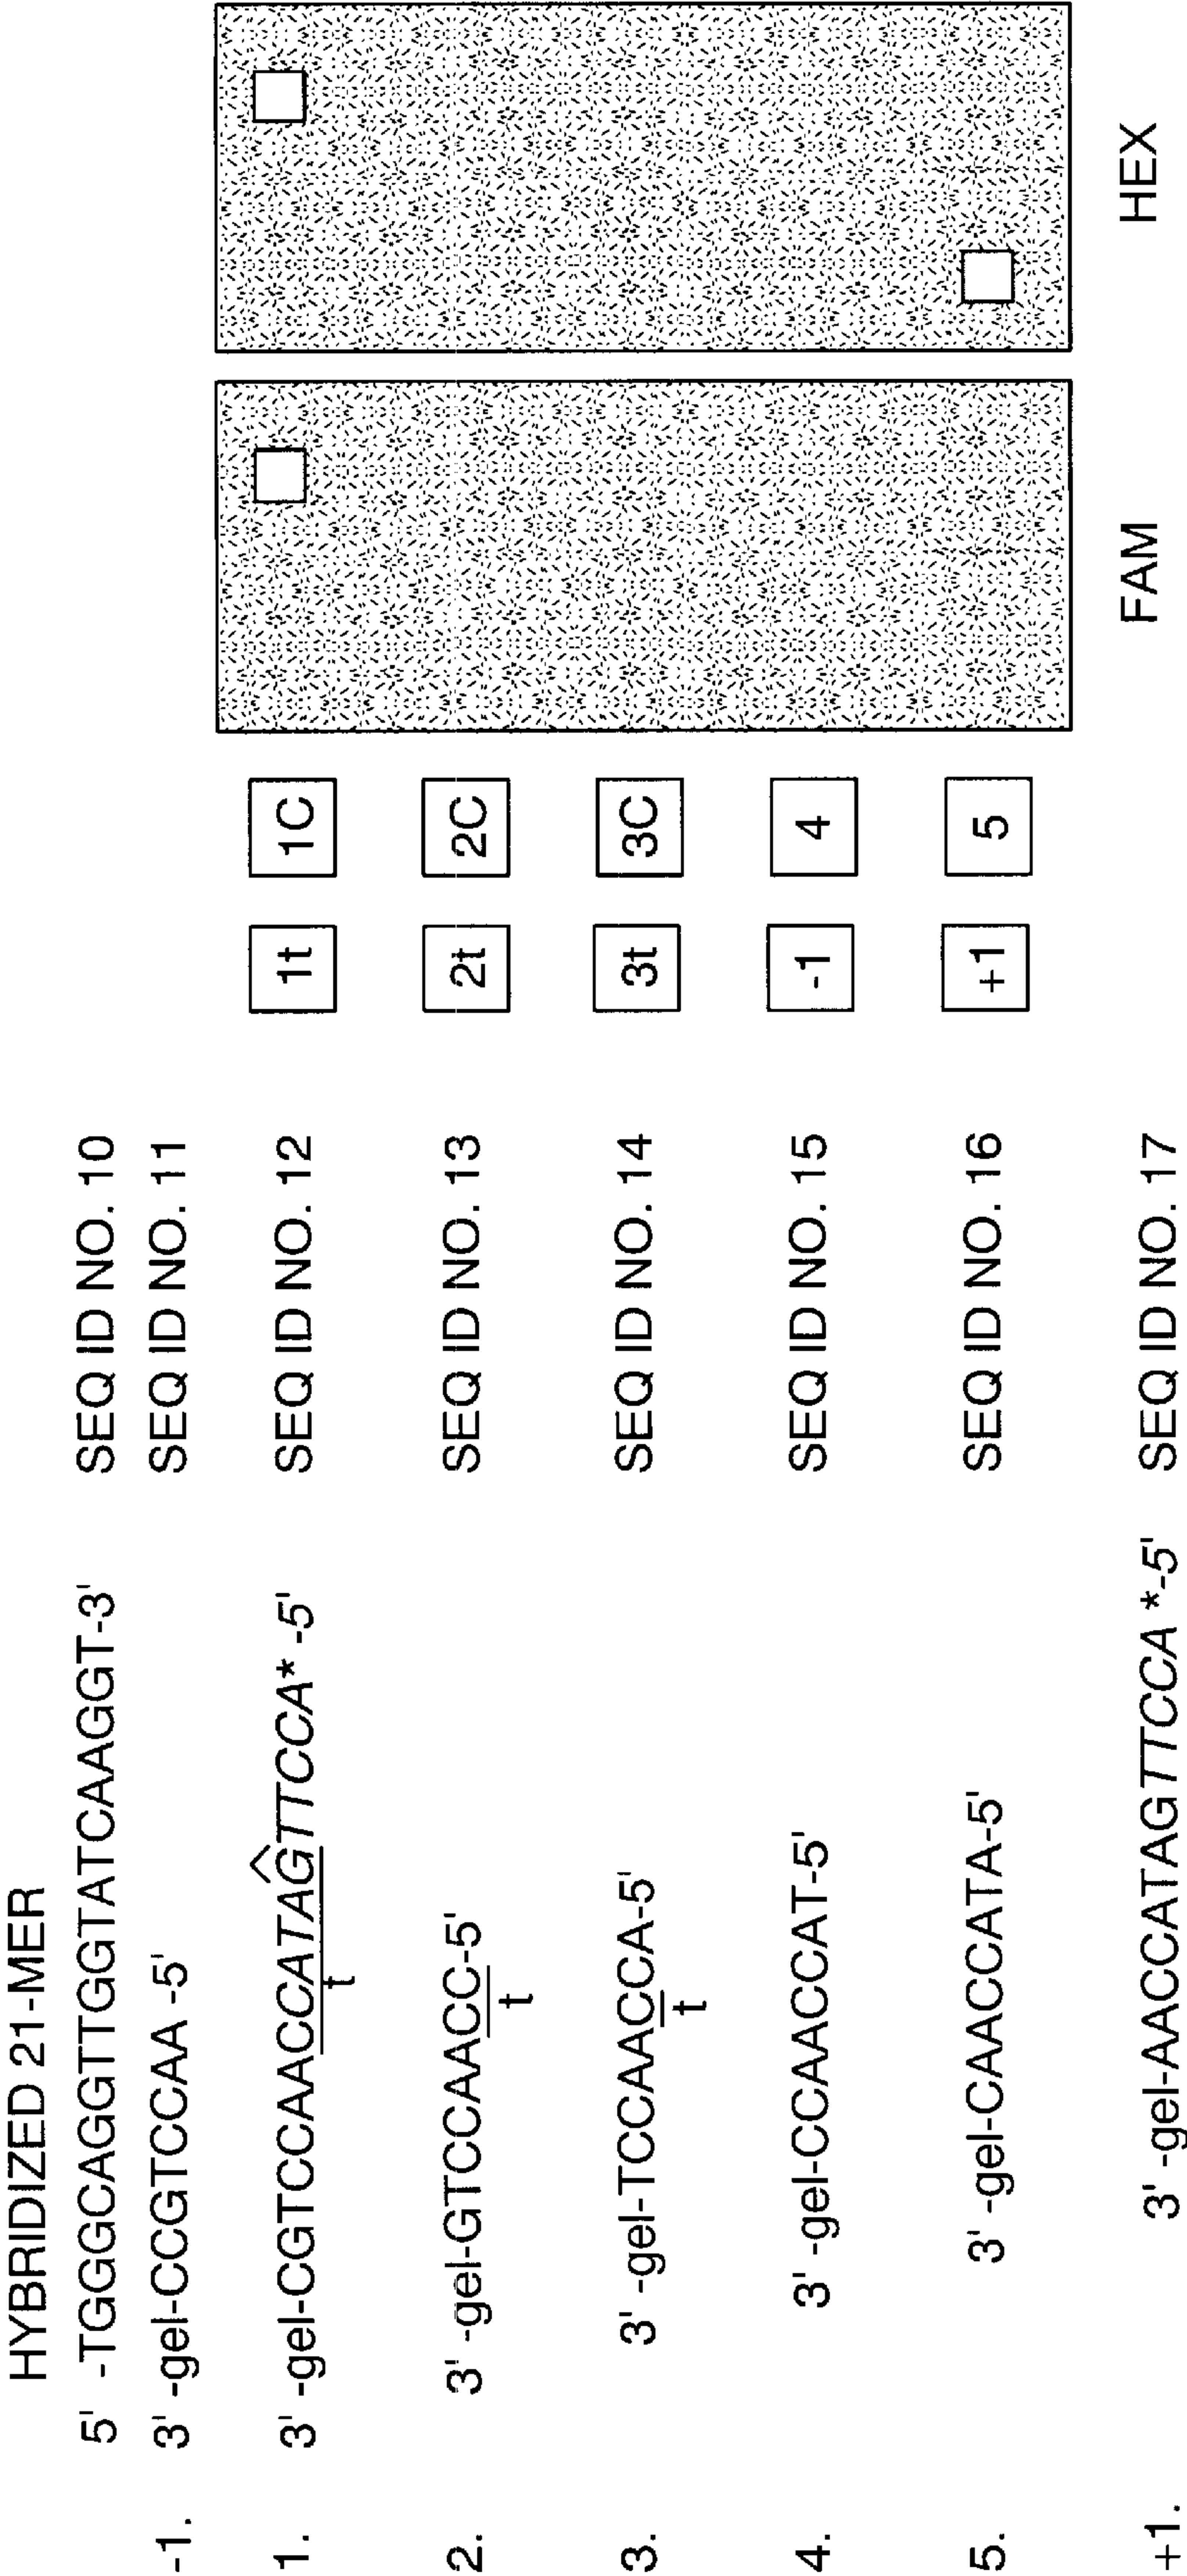 HYBRIDIZED 21-MER
5' -TGGGCAGGTTGGTATCAAGGT-3' SEQ ID NO. 10
-1. 3' -gel-CCGTCCAA -5' SEQ ID NO. 11
1. 3' -gel-CGTCCAACCATAG^TTCCA* -5' SEQ ID NO. 12
t
1t 1C
2. 3' -gel-GTCCAACC-5' SEQ ID NO. 13
t
2t 2C
3. 3' -gel-TCCAACCA-5' SEQ ID NO. 14
t
3t 3C
4. 3' -gel-CCAACCAT-5' SEQ ID NO. 15
-1 4
5. 3' -gel-CAACCATA-5' SEQ ID NO. 16
+1 5
+1. 3' -gel-AACCATAGTTCCA *-5' SEQ ID NO. 17
FAM HEX